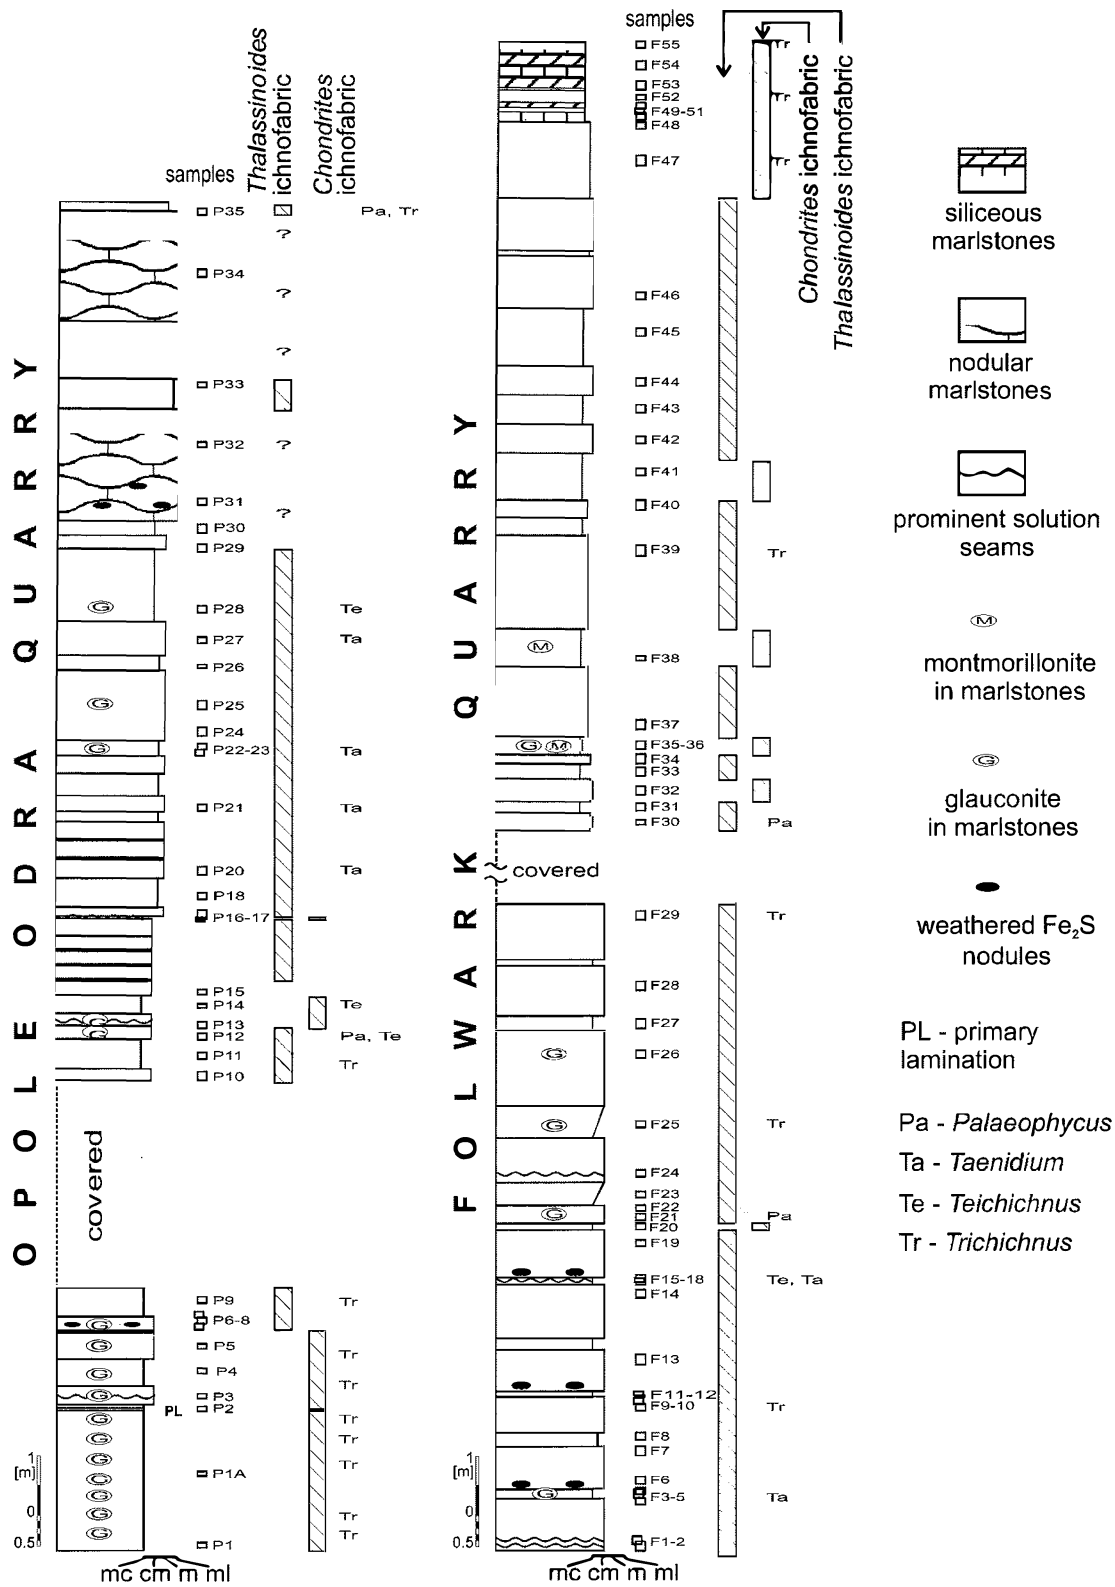 OPOLE ODRA QUARRY
samples
Thalassinoides
ichnofabric
Chondrites
ichnofabric
P35
Pa, Tr
?
P34
?
?
P33
P32
?
P31
?
P30
P29
G
P28
Te
P27
Ta
P26
G
P25
P24
G
P22-23
Ta
P21
Ta
P20
Ta
P18
P16-17
P15
P14
Te
G
P13
G
P12
Pa, Te
P11
Tr
P10
covered
P9
Tr
G
P6-8
G
P5
Tr
G
P4
Tr
G
P3
PL
P2
G
Tr
G
Tr
G
Tr
G
P1A
G
G
Tr
G
Tr
P1
1
[m]
0
0.5
mc cm m ml
FOLWARK QUARRY
samples
Chondrites ichnofabric
Thalassinoides ichnofabric
F55
Tr
F54
F53
F52
Tr
F49-51
F48
F47
Tr
F46
F45
F44
F43
F42
F41
F40
F39
Tr
M
F38
F37
G M
F35-36
F34
F33
F32
F31
F30
Pa
covered
F29
Tr
F28
F27
G
F26
G
F25
Tr
F24
F23
F22
G
F21
Pa
F20
F19
F15-18
Te, Ta
F14
F13
F11-12
F9-10
Tr
F8
F7
F6
G
F3-5
Ta
F1-2
1
[m]
0
0.5
mc cm m ml
siliceous
marlstones
nodular
marlstones
prominent solution
seams
M
montmorillonite
in marlstones
G
glauconite
in marlstones
weathered Fe₂S
nodules
PL - primary
lamination
Pa - Palaeophycus
Ta - Taenidium
Te - Teichichnus
Tr - Trichichnus